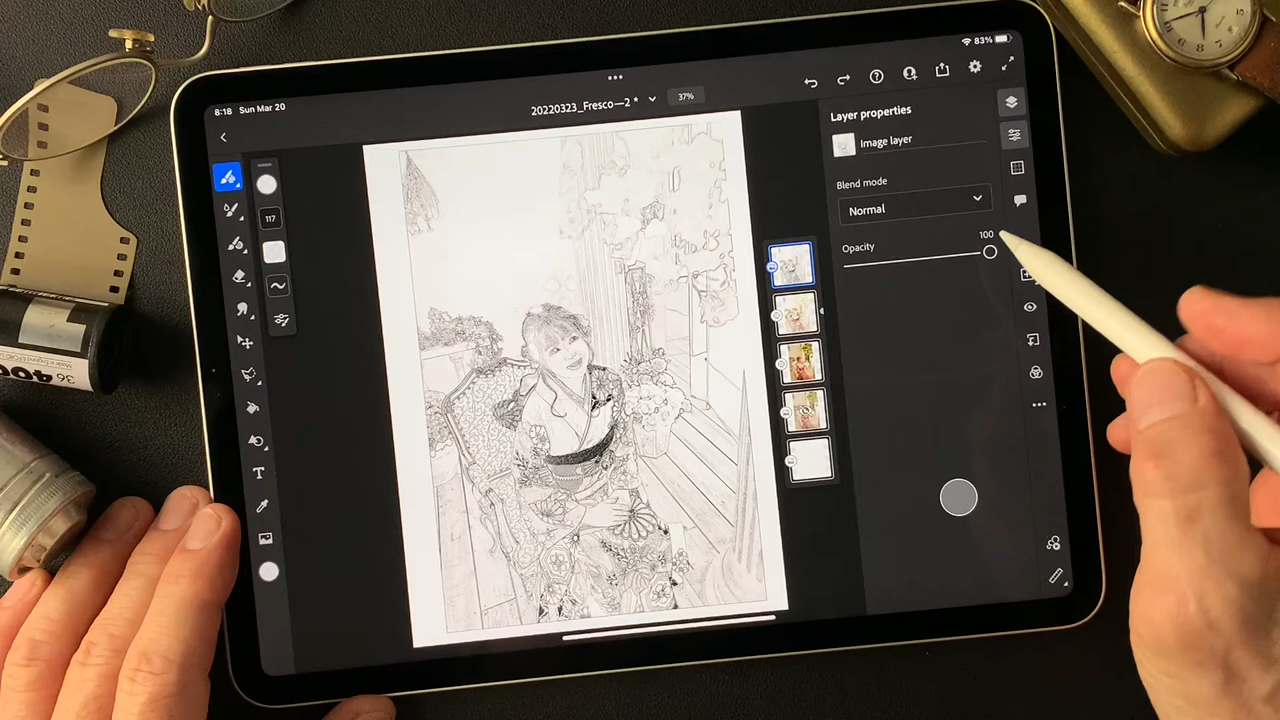 8:18 Sun Mar 20
83%
20220323_Fresco—2 *
37%
Layer properties
Image layer
Blend mode
Normal
Opacity
100
117
T
36
400